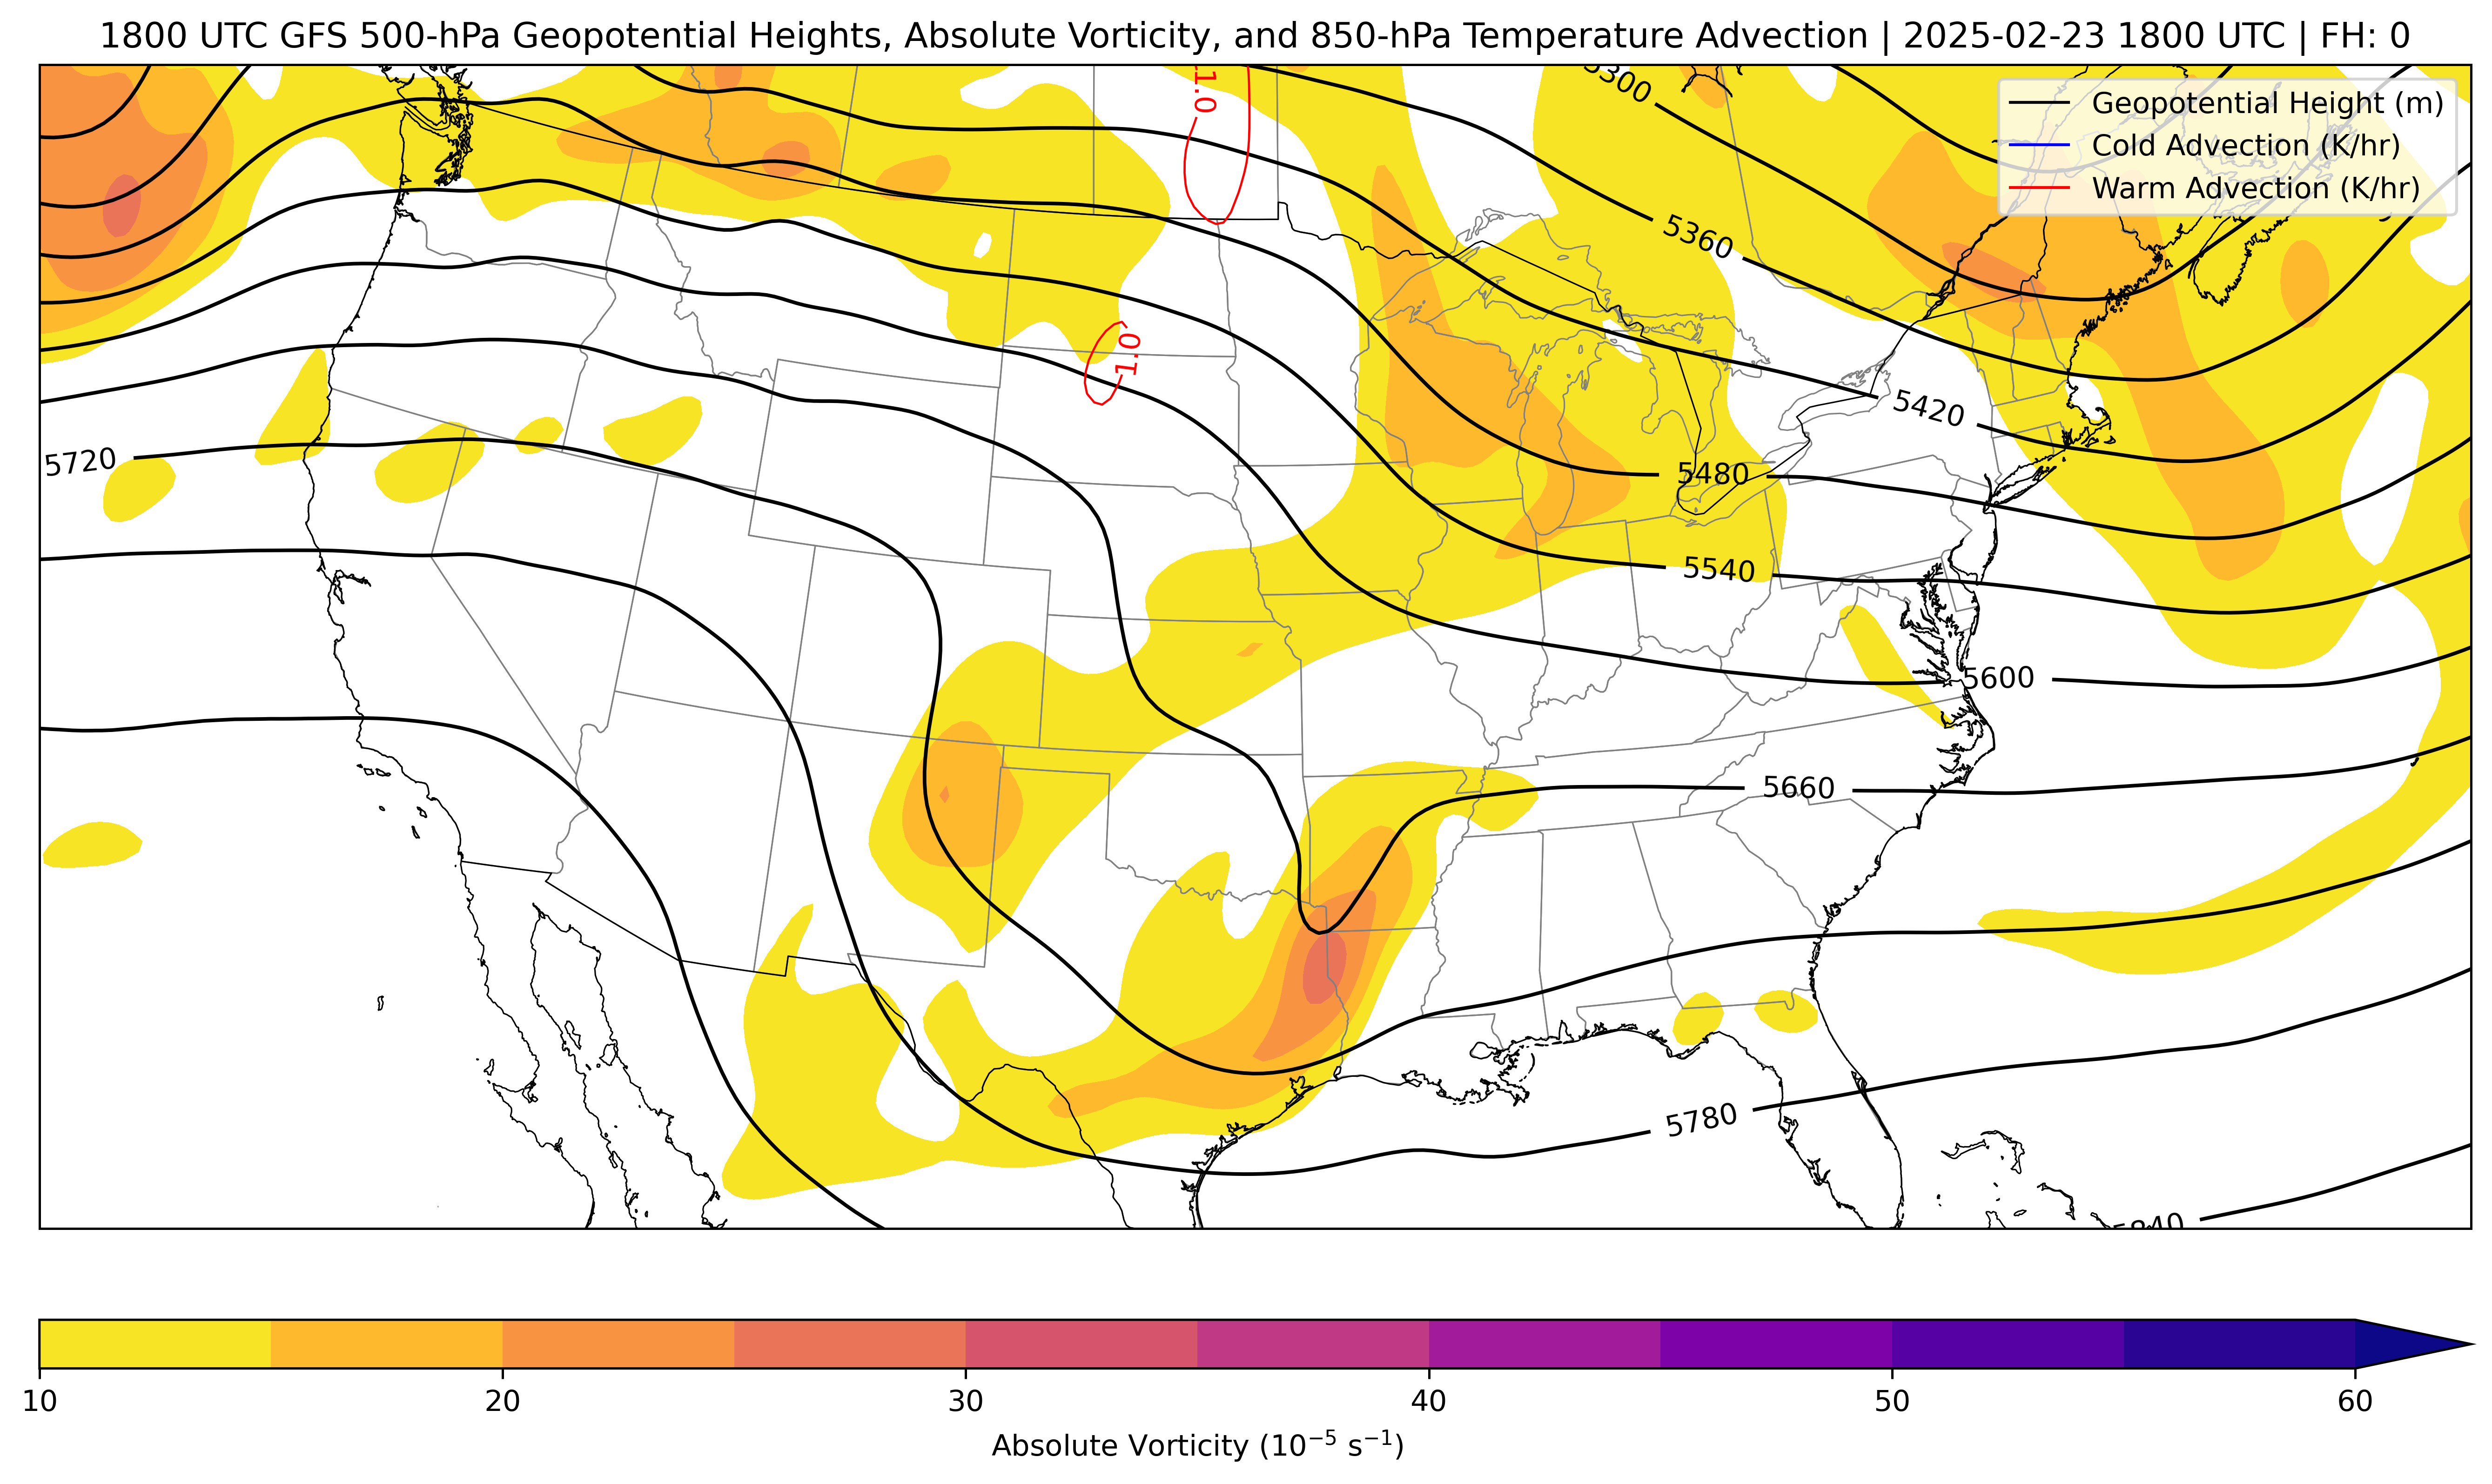 1800 UTC GFS 500-hPa Geopotential Heights, Absolute Vorticity, and 850-hPa Temperature Advection | 2025-02-23 1800 UTC | FH: 0
Geopotential Height (m)
Cold Advection (K/hr)
Warm Advection (K/hr)
1.0
5300
5360
1.0
5420
5720
5480
5540
5600
5660
5780
5840
10 20 30 40 50 60
Absolute Vorticity (10⁻⁵ s⁻¹)